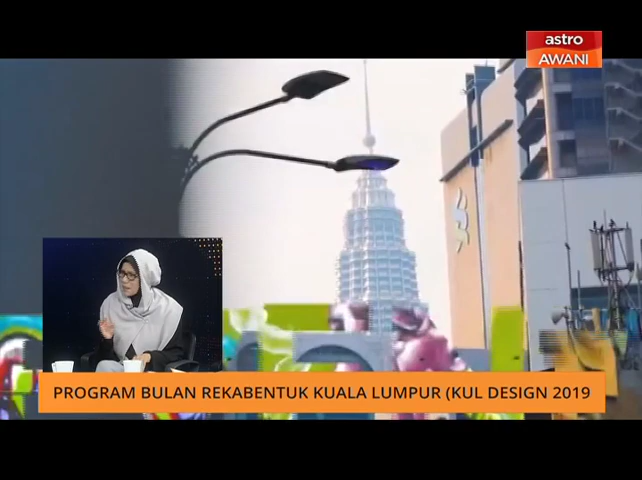 astro
AWANI
PROGRAM BULAN REKABENTUK KUALA LUMPUR (KUL DESIGN 2019